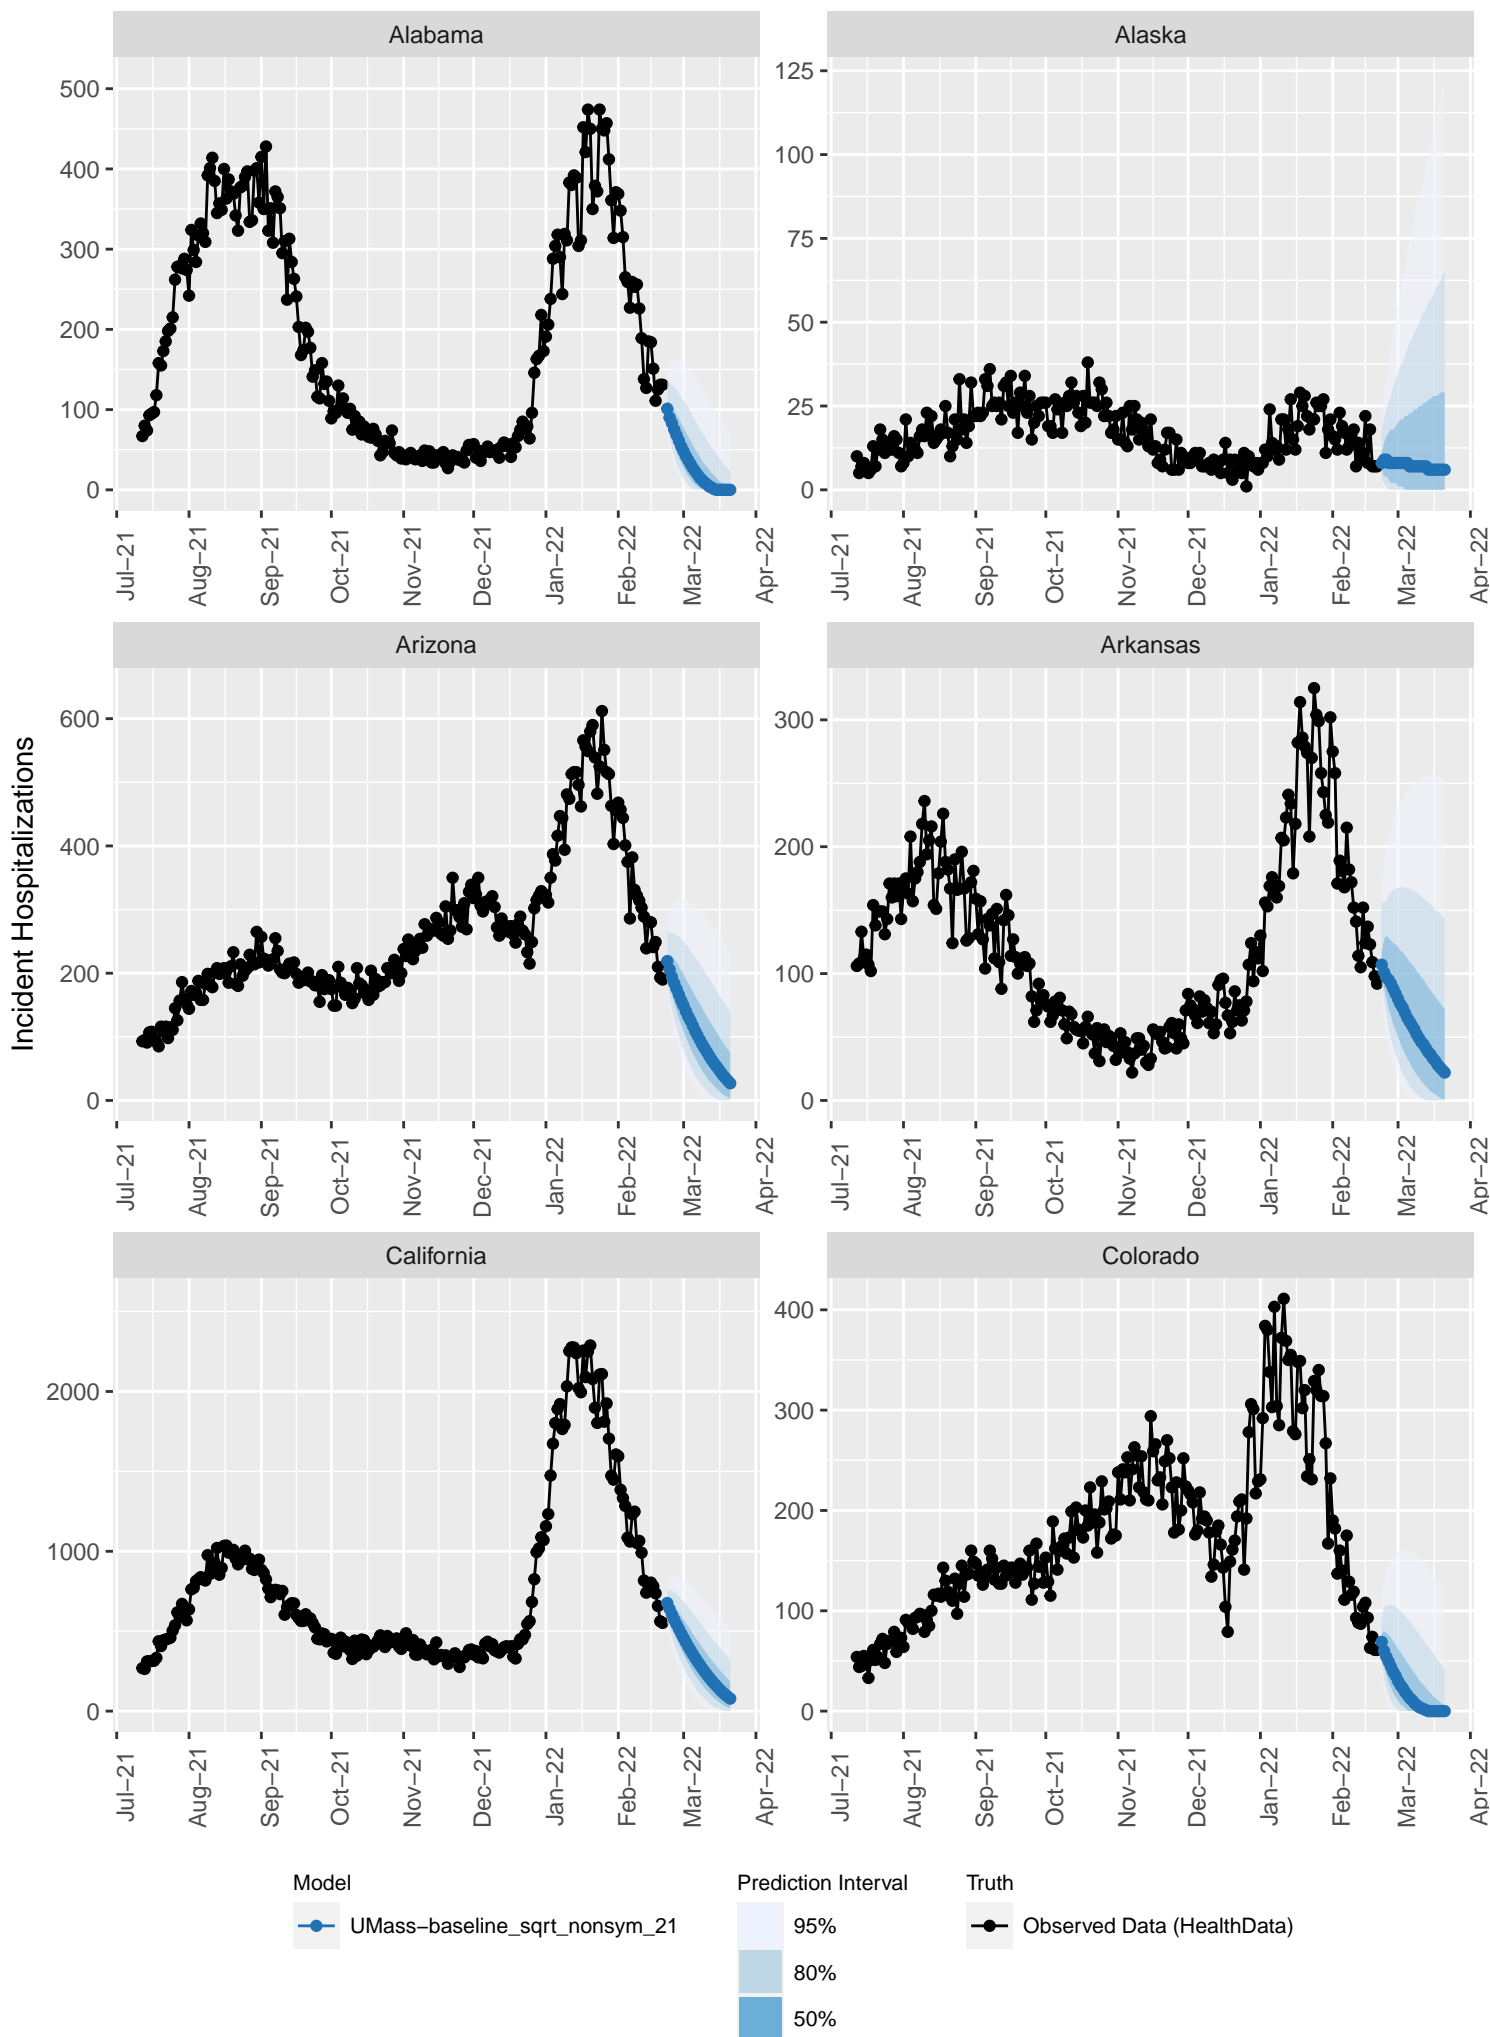 Alabama
Alaska
500
400
300
200
100
0
125
100
75
50
25
0
Jul−21
Aug−21
Sep−21
Oct−21
Nov−21
Dec−21
Jan−22
Feb−22
Mar−22
Apr−22
Jul−21
Aug−21
Sep−21
Oct−21
Nov−21
Dec−21
Jan−22
Feb−22
Mar−22
Apr−22
Incident Hospitalizations
Arizona
Arkansas
600
400
200
0
300
200
100
0
Jul−21
Aug−21
Sep−21
Oct−21
Nov−21
Dec−21
Jan−22
Feb−22
Mar−22
Apr−22
Jul−21
Aug−21
Sep−21
Oct−21
Nov−21
Dec−21
Jan−22
Feb−22
Mar−22
Apr−22
California
Colorado
2000
1000
0
400
300
200
100
0
Jul−21
Aug−21
Sep−21
Oct−21
Nov−21
Dec−21
Jan−22
Feb−22
Mar−22
Apr−22
Jul−21
Aug−21
Sep−21
Oct−21
Nov−21
Dec−21
Jan−22
Feb−22
Mar−22
Apr−22
Model
UMass−baseline_sqrt_nonsym_21
Prediction Interval
95%
80%
50%
Truth
Observed Data (HealthData)